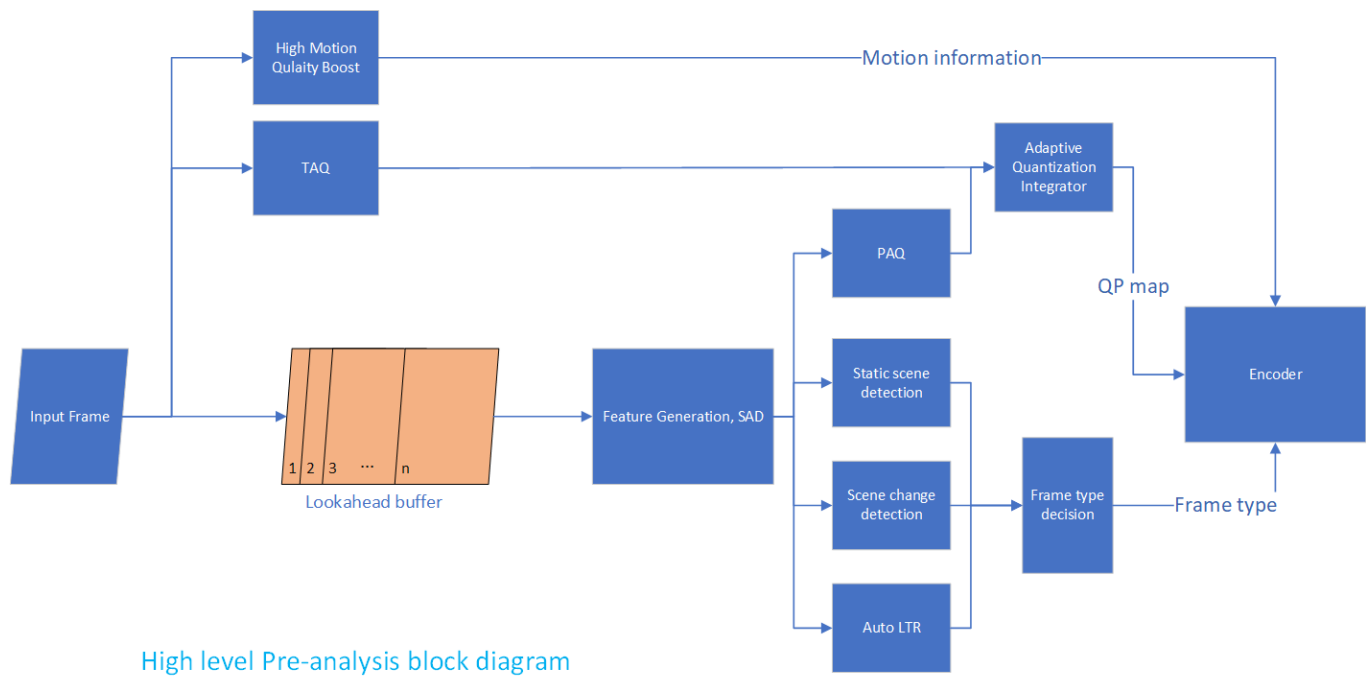 High Motion
Qulaity Boost
Motion information
TAQ
Adaptive
Quantization
Integrator
PAQ
QP map
Input Frame
1 2 3 ... n
Lookahead buffer
Feature Generation, SAD
Static scene
detection
Encoder
Scene change
detection
Frame type
decision
Frame type
Auto LTR
High level Pre-analysis block diagram